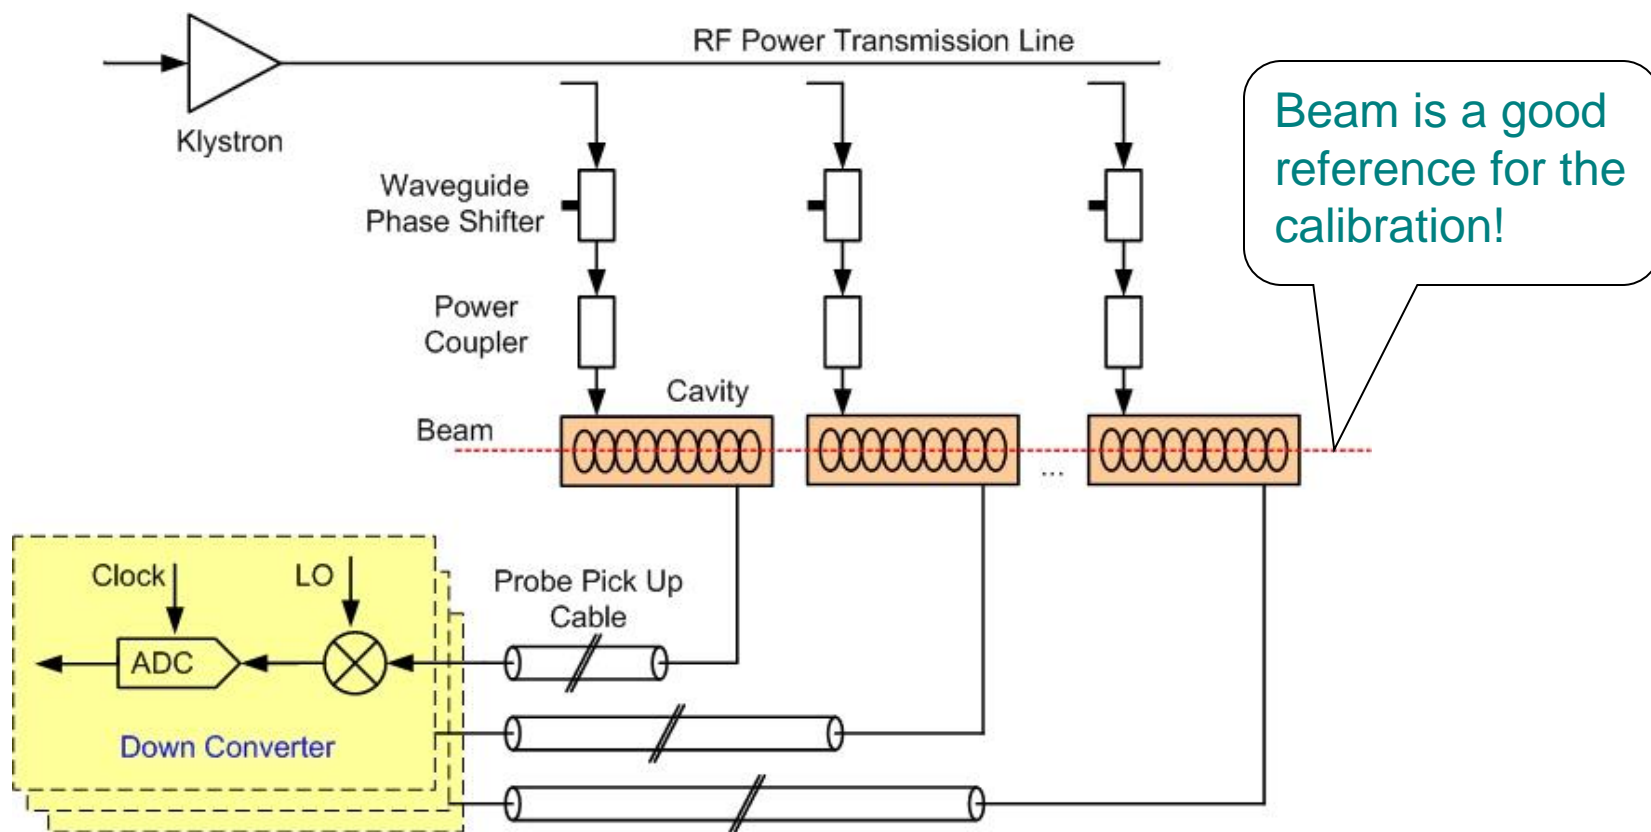 RF Power Transmission Line
Klystron
Beam is a good
reference for the
calibration!
Waveguide
Phase Shifter
Power
Coupler
Cavity
Beam
...
Clock
LO
Probe Pick Up
Cable
ADC
Down Converter